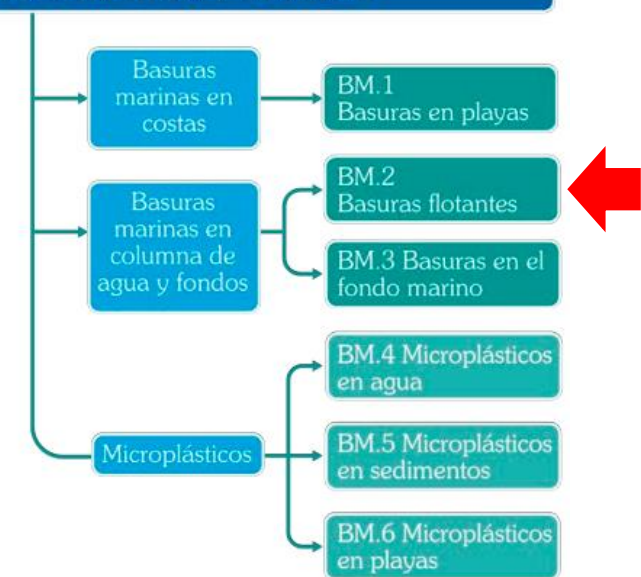 Basuras
marinas en
costas
BM.1
Basuras en playas
Basuras
marinas en
columna de
agua y fondos
BM.2
Basuras flotantes
BM.3 Basuras en el
fondo marino
Microplásticos
BM.4 Microplásticos
en agua
BM.5 Microplásticos
en sedimentos
BM.6 Microplásticos
en playas